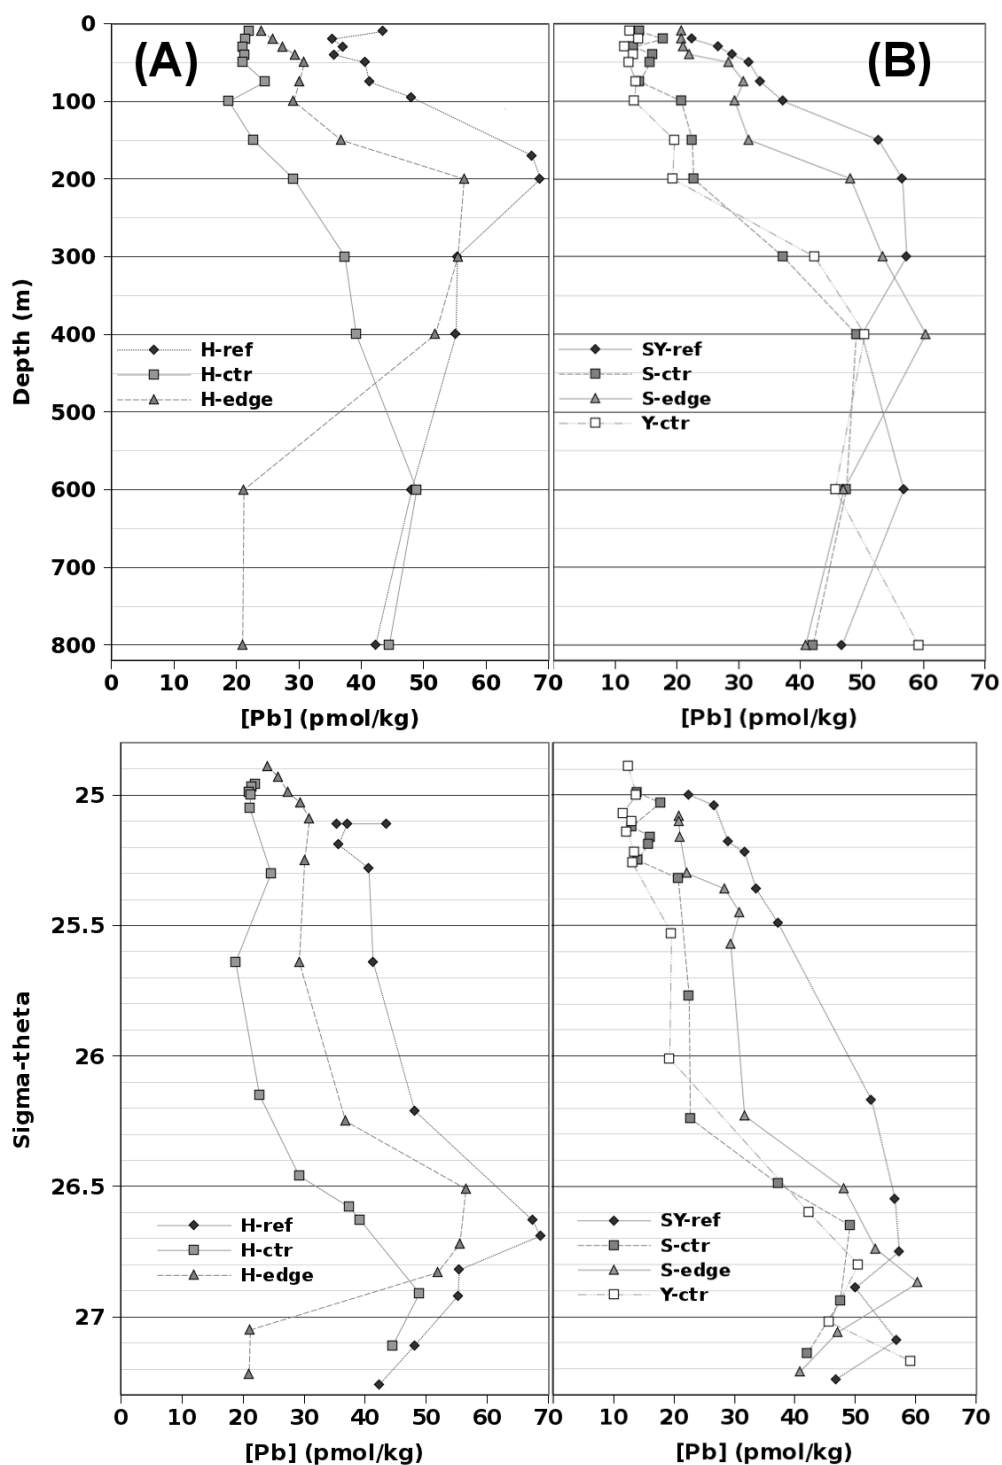 (A)
(B)
0
100
200
300
400
500
600
700
800
Depth (m)
H-ref
H-ctr
H-edge
SY-ref
S-ctr
S-edge
Y-ctr
0 10 20 30 40 50 60 70 10 20 30 40 50 60 70
[Pb] (pmol/kg) [Pb] (pmol/kg)
25
25.5
26
26.5
27
Sigma-theta
H-ref
H-ctr
H-edge
SY-ref
S-ctr
S-edge
Y-ctr
0 10 20 30 40 50 60 70 10 20 30 40 50 60 70
[Pb] (pmol/kg) [Pb] (pmol/kg)